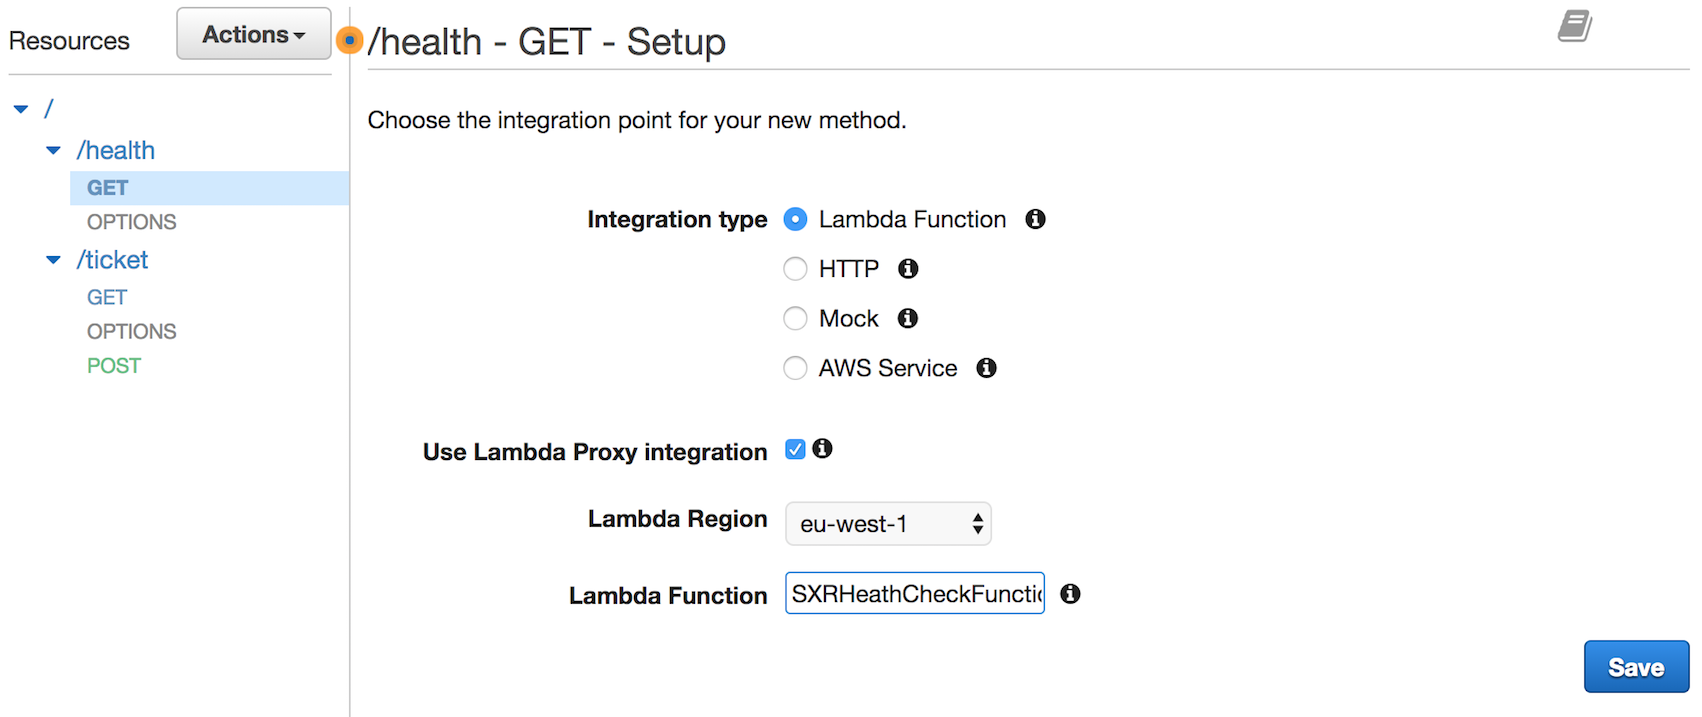 Resources
Actions
/health - GET - Setup
/
/health
GET
OPTIONS
/ticket
GET
OPTIONS
POST
Choose the integration point for your new method.
Integration type
Lambda Function
HTTP
Mock
AWS Service
Use Lambda Proxy integration
Lambda Region
eu-west-1
Lambda Function
SXRHeathCheckFuncti
Save